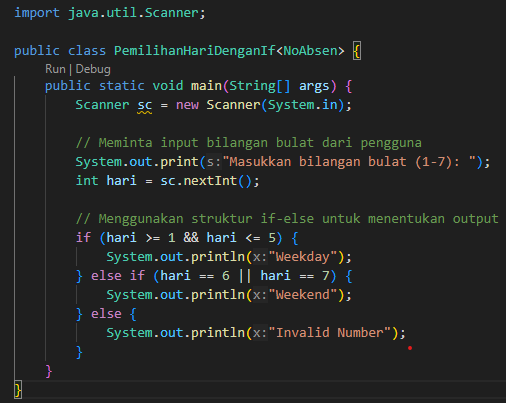 import java.util.Scanner;
public class PemilihanHariDenganIf<NoAbsen> {
Run | Debug
public static void main(String[] args) {
Scanner sc = new Scanner(System.in);
// Meminta input bilangan bulat dari pengguna
System.out.print(s:"Masukkan bilangan bulat (1-7): ");
int hari = sc.nextInt();
// Menggunakan struktur if-else untuk menentukan output
if (hari >= 1 && hari <= 5) {
System.out.println(x:"Weekday");
} else if (hari == 6 || hari == 7) {
System.out.println(x:"Weekend");
} else {
System.out.println(x:"Invalid Number");
}
}
}